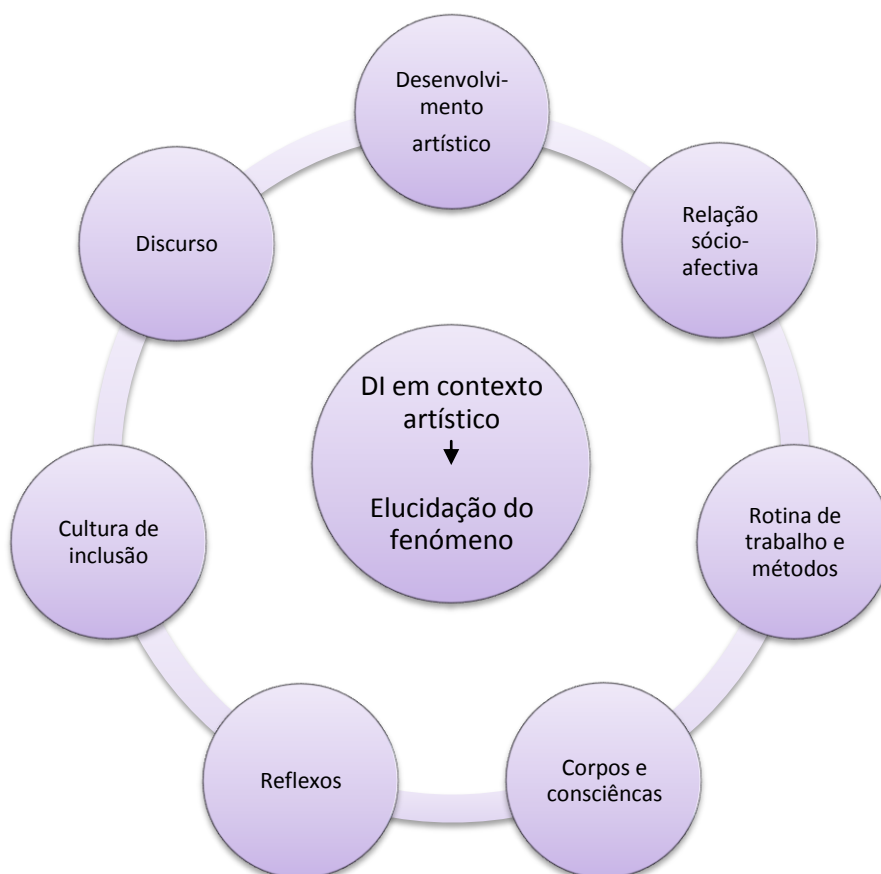 Desenvolvi-
mento
artístico
Relação
sócio-
afectiva
Rotina de
trabalho e
métodos
Corpos e
consciêncas
Reflexos
Cultura de
inclusão
Discurso
DI em contexto
artístico
Elucidação do
fenómeno